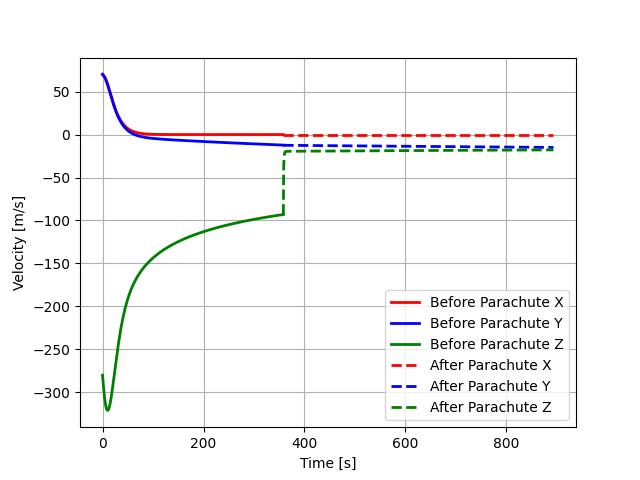 50
0
−50
−100
−150
−200
−250
−300
Velocity [m/s]
Before Parachute X
Before Parachute Y
Before Parachute Z
After Parachute X
After Parachute Y
After Parachute Z
0 200 400 600 800
Time [s]